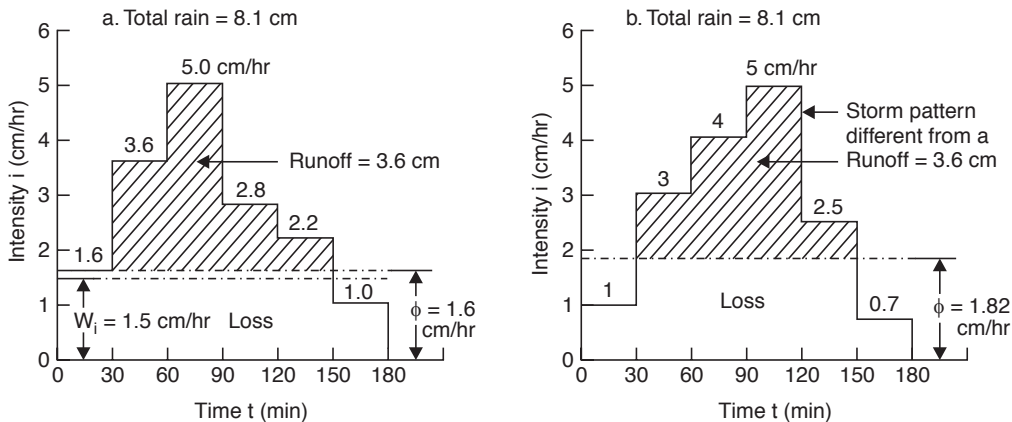 a. Total rain = 8.1 cm
6
5
4
3
2
1
0
Intensity i (cm/hr)
5.0 cm/hr
3.6
Runoff = 3.6 cm
2.8
2.2
1.6
1.0
W_i = 1.5 cm/hr
Loss
ϕ = 1.6
cm/hr
0 30 60 90 120 150 180
Time t (min)
b. Total rain = 8.1 cm
6
5
4
3
2
1
0
Intensity i (cm/hr)
5 cm/hr
4
3
Storm pattern
different from a
Runoff = 3.6 cm
2.5
1
Loss
0.7
ϕ = 1.82
cm/hr
0 30 60 90 120 150 180
Time t (min)